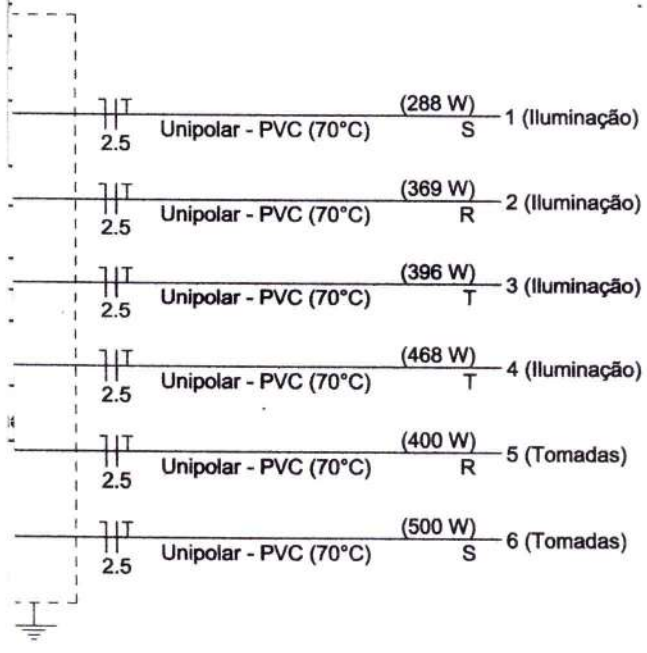 (288 W)
1 (Iluminação)
2.5 Unipolar - PVC (70°C) S
(369 W)
2 (Iluminação)
2.5 Unipolar - PVC (70°C) R
(396 W)
3 (Iluminação)
2.5 Unipolar - PVC (70°C) T
(468 W)
4 (Iluminação)
2.5 Unipolar - PVC (70°C) T
(400 W)
5 (Tomadas)
2.5 Unipolar - PVC (70°C) R
(500 W)
6 (Tomadas)
2.5 Unipolar - PVC (70°C) S